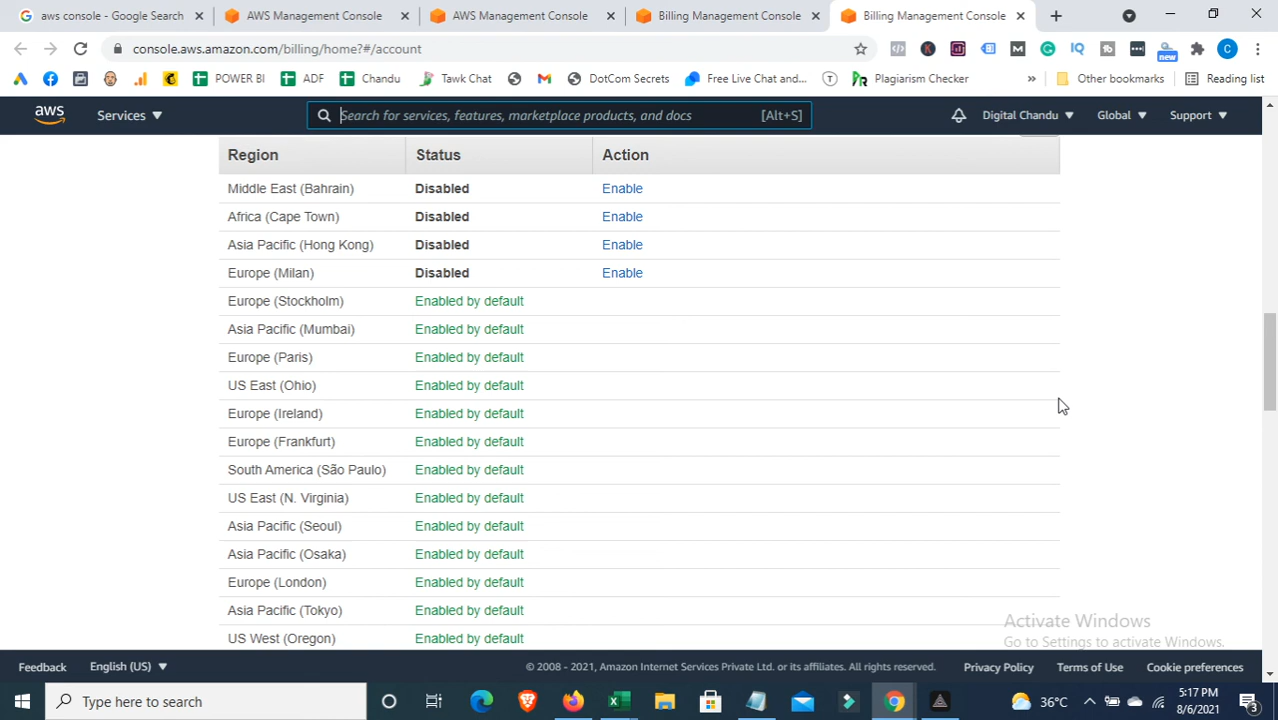 aws console - Google Search
AWS Management Console
AWS Management Console
Billing Management Console
Billing Management Console
console.aws.amazon.com/billing/home?#/account
new
C
POWER BI
ADF
Chandu
Tawk Chat
DotCom Secrets
Free Live Chat and...
Plagiarism Checker
»
Other bookmarks
Reading list
aws
Services
Search for services, features, marketplace products, and docs
[Alt+S]
Digital Chandu
Global
Support
Region Status Action
Middle East (Bahrain) Disabled Enable
Africa (Cape Town) Disabled Enable
Asia Pacific (Hong Kong) Disabled Enable
Europe (Milan) Disabled Enable
Europe (Stockholm) Enabled by default
Asia Pacific (Mumbai) Enabled by default
Europe (Paris) Enabled by default
US East (Ohio) Enabled by default
Europe (Ireland) Enabled by default
Europe (Frankfurt) Enabled by default
South America (São Paulo) Enabled by default
US East (N. Virginia) Enabled by default
Asia Pacific (Seoul) Enabled by default
Asia Pacific (Osaka) Enabled by default
Europe (London) Enabled by default
Asia Pacific (Tokyo) Enabled by default
US West (Oregon) Enabled by default
Activate Windows
Go to Settings to activate Windows.
Feedback
English (US)
© 2008 - 2021, Amazon Internet Services Private Ltd. or its affiliates. All rights reserved.
Privacy Policy
Terms of Use
Cookie preferences
Type here to search
36°C
5:17 PM
8/6/2021
3